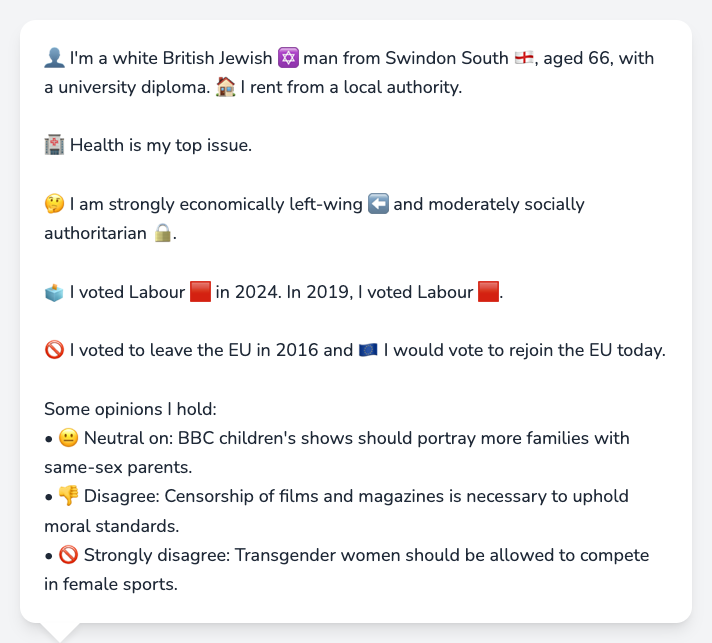 👤 I'm a white British Jewish ✡️ man from Swindon South 🏴󠁧󠁢󠁥󠁮󠁧󠁿, aged 66, with
a university diploma. 🏠 I rent from a local authority.
🏥 Health is my top issue.
🤔 I am strongly economically left-wing ⬅️ and moderately socially
authoritarian 🔒.
🗳️ I voted Labour 🟥 in 2024. In 2019, I voted Labour 🟥.
🚫 I voted to leave the EU in 2016 and 🇪🇺 I would vote to rejoin the EU today.
Some opinions I hold:
• 😐 Neutral on: BBC children's shows should portray more families with
same-sex parents.
• 👎 Disagree: Censorship of films and magazines is necessary to uphold
moral standards.
• 🚫 Strongly disagree: Transgender women should be allowed to compete
in female sports.